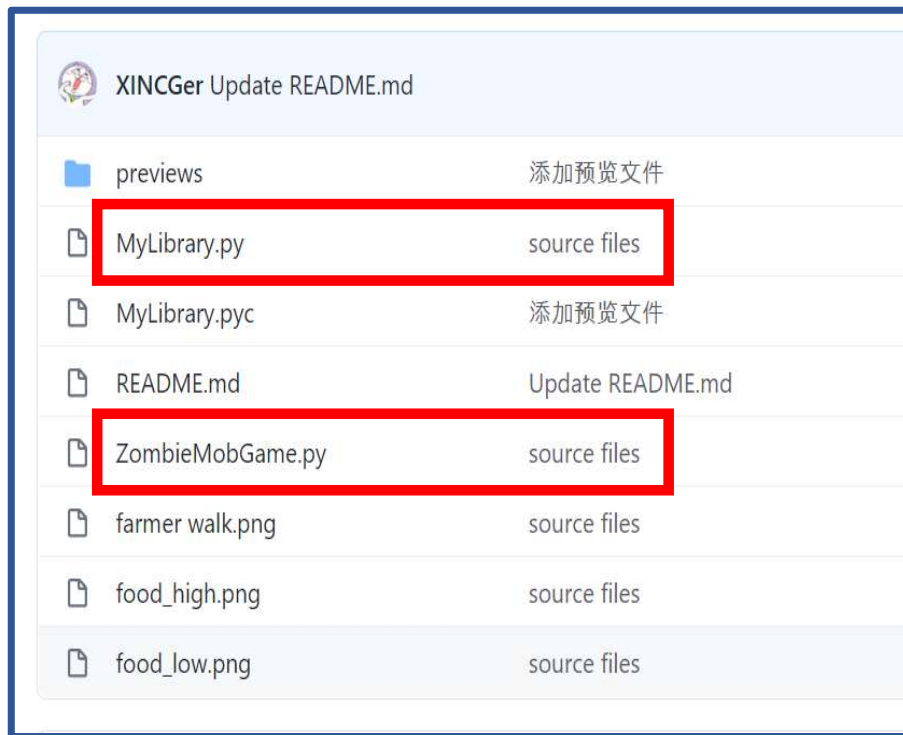 XINCGer Update README.md
previews 添加预览文件
MyLibrary.py source files
MyLibrary.pyc 添加预览文件
README.md Update README.md
ZombieMobGame.py source files
farmer walk.png source files
food_high.png source files
food_low.png source files